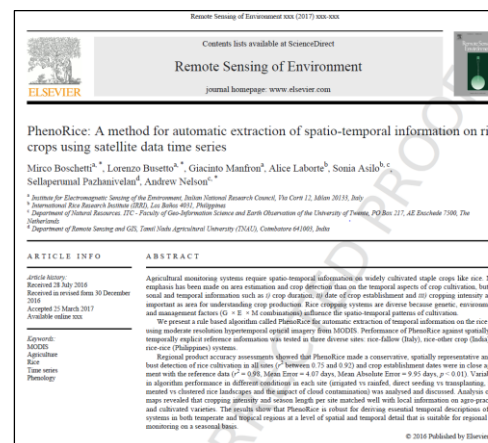 Remote Sensing of Environment xxx (2017) xxx-xxx
Contents lists available at ScienceDirect
Remote Sensing of Environment
journal homepage: www.elsevier.com
ELSEVIER
PhenoRice: A method for automatic extraction of spatio-temporal information on ri
crops using satellite data time series
Mirco Boschetti a, *, Lorenzo Busetto a, *, Giacinto Manfron a, Alice Laborte b, Sonia Asilo b, c,
Sellaperumal Pazhanivelan d, Andrew Nelson c, *
a Institute for Electromagnetic Sensing of the Environment, Italian National Research Council, Via Corti 12, Milan 20133, Italy
b International Rice Research Institute (IRRI), Los Baños 4031, Philippines
c Department of Natural Resources, ITC - Faculty of Geo-Information Science and Earth Observation of the University of Twente, PO Box 217, AE Enschede 7500, The
Netherlands
d Department of Remote Sensing and GIS, Tamil Nadu Agricultural University (TNAU), Coimbatore 641003, India
ARTICLE INFO
Article history:
Received 28 July 2016
Received in revised form 30 December
2016
Accepted 25 March 2017
Available online xxx
Keywords:
MODIS
Agriculture
Rice
Time series
Phenology
ABSTRACT
Agricultural monitoring systems require spatio-temporal information on widely cultivated staple crops like rice.
emphasis has been made on area estimation and crop detection than on the temporal aspects of crop cultivation, but
sonal and temporal information such as i) crop duration, ii) date of crop establishment and iii) cropping intensity a
important as area for understanding crop production. Rice cropping systems are diverse because genetic, environm
and management factors (G × E × M combinations) influence the spatio-temporal patterns of cultivation.
We present a rule based algorithm called PhenoRice for automatic extraction of temporal information on the rice
using moderate resolution hypertemporal optical imagery from MODIS. Performance of PhenoRice against spatially
temporally explicit reference information was tested in three diverse sites: rice-fallow (Italy), rice-other crop (India)
rice-rice (Philippines) systems.
Regional product accuracy assessments showed that PhenoRice made a conservative, spatially representative and
bust detection of rice cultivation in all sites (r² between 0.75 and 0.92) and crop establishment dates were in close a
ment with the reference data (r² = 0.98, Mean Error = 4.07 days, Mean Absolute Error = 9.95 days, p < 0.01). Variab
in algorithm performance in different conditions in each site (irrigated vs rainfed, direct seeding vs transplanting,
mented vs clustered rice landscapes and the impact of cloud contamination) was analysed and discussed. Analysis o
maps revealed that cropping intensity and season length per site matched well with local information on agro-practic
and cultivated varieties. The results show that PhenoRice is robust for deriving essential temporal descriptions of
systems in both temperate and tropical regions at a level of spatial and temporal detail that is suitable for regional
monitoring on a seasonal basis.
© 2016 Published by Elsevier